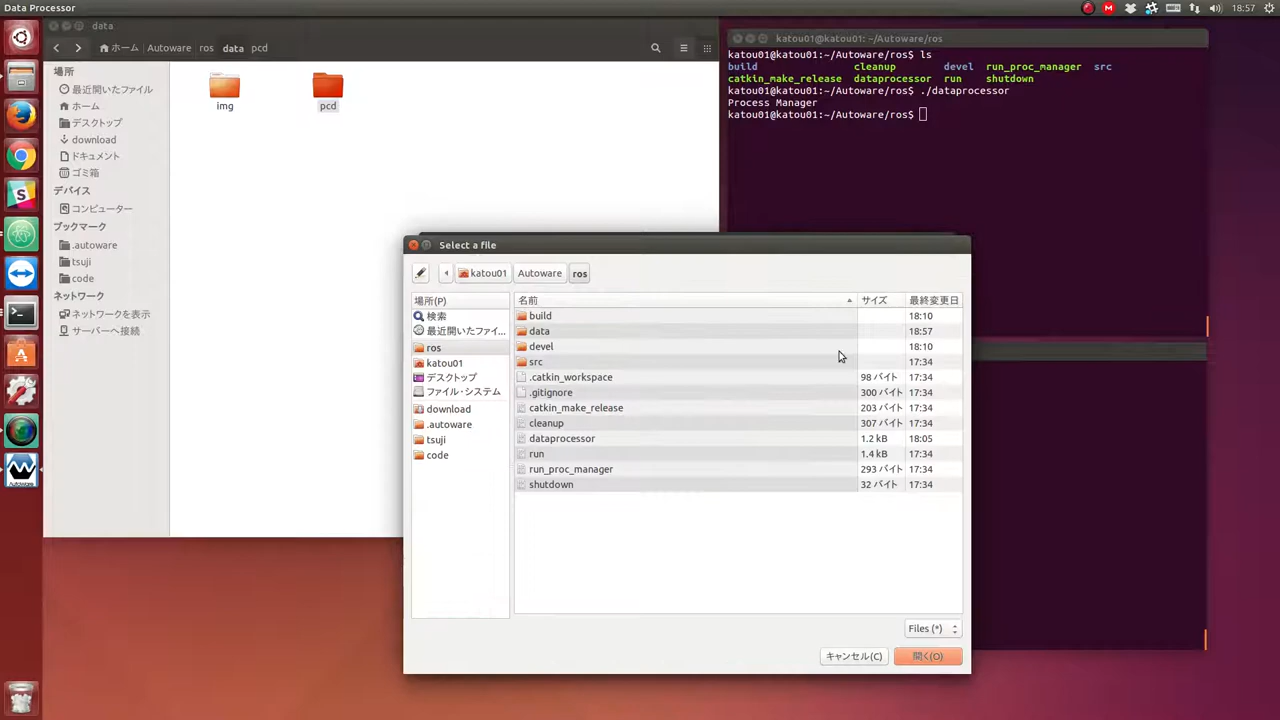 Data Processor
18:57
data
ホーム Autoware ros data pcd
場所
最近開いたファイル
ホーム
デスクトップ
download
ドキュメント
ゴミ箱
デバイス
コンピューター
ブックマーク
.autoware
tsuji
code
ネットワーク
ネットワークを表示
サーバーへ接続
img
pcd
katou01@katou01: ~/Autoware/ros
katou01@katou01:~/Autoware/ros$ ls
build cleanup devel run_proc_manager src
catkin_make_release dataprocessor run shutdown
katou01@katou01:~/Autoware/ros$ ./dataprocessor
Process Manager
katou01@katou01:~/Autoware/ros$
Select a file
katou01 Autoware ros
場所(P)
検索
最近開いたファイ...
ros
katou01
デスクトップ
ファイル・システム
download
.autoware
tsuji
code
名前 サイズ 最終変更日
build 18:10
data 18:57
devel 18:10
src 17:34
.catkin_workspace 98 バイト 17:34
.gitignore 300 バイト 17:34
catkin_make_release 203 バイト 17:34
cleanup 307 バイト 17:34
dataprocessor 1.2 kB 18:05
run 1.4 kB 17:34
run_proc_manager 293 バイト 17:34
shutdown 32 バイト 17:34
Files (*)
キャンセル(C) 開く(O)
Autoware